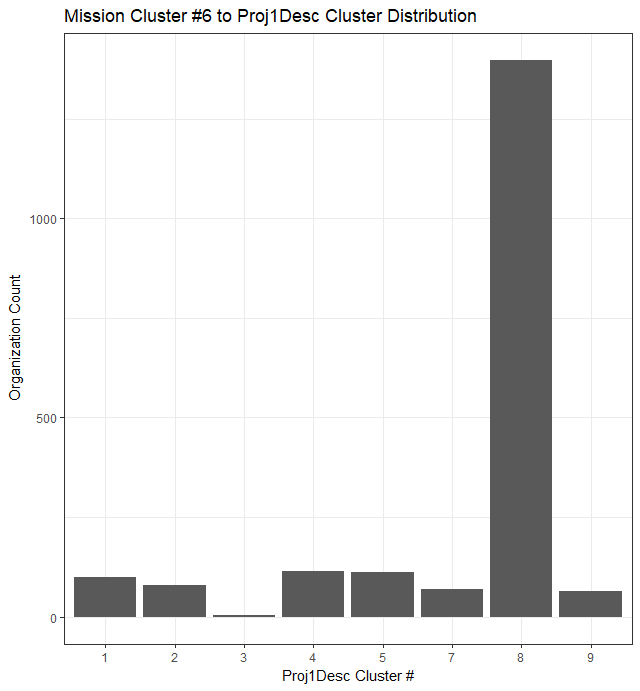 Mission Cluster #6 to Proj1Desc Cluster Distribution
Organization Count
1000
500
0
1 2 3 4 5 7 8 9
Proj1Desc Cluster #